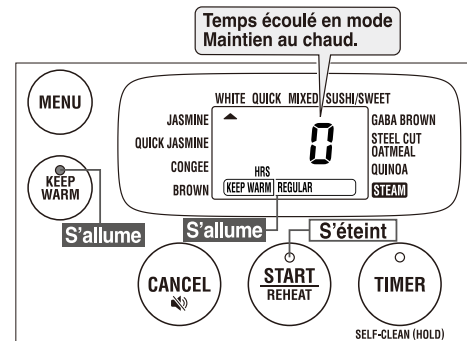 Temps écoulé en mode
Maintien au chaud.
MENU
WHITE QUICK MIXED SUSHI/SWEET
JASMINE
QUICK JASMINE
CONGEE
BROWN
0
HRS
KEEP WARM REGULAR
GABA BROWN
STEEL CUT
OATMEAL
QUINOA
STEAM
KEEP
WARM
S'allume
S'allume
S'éteint
CANCEL
START
REHEAT
TIMER
SELF-CLEAN (HOLD)